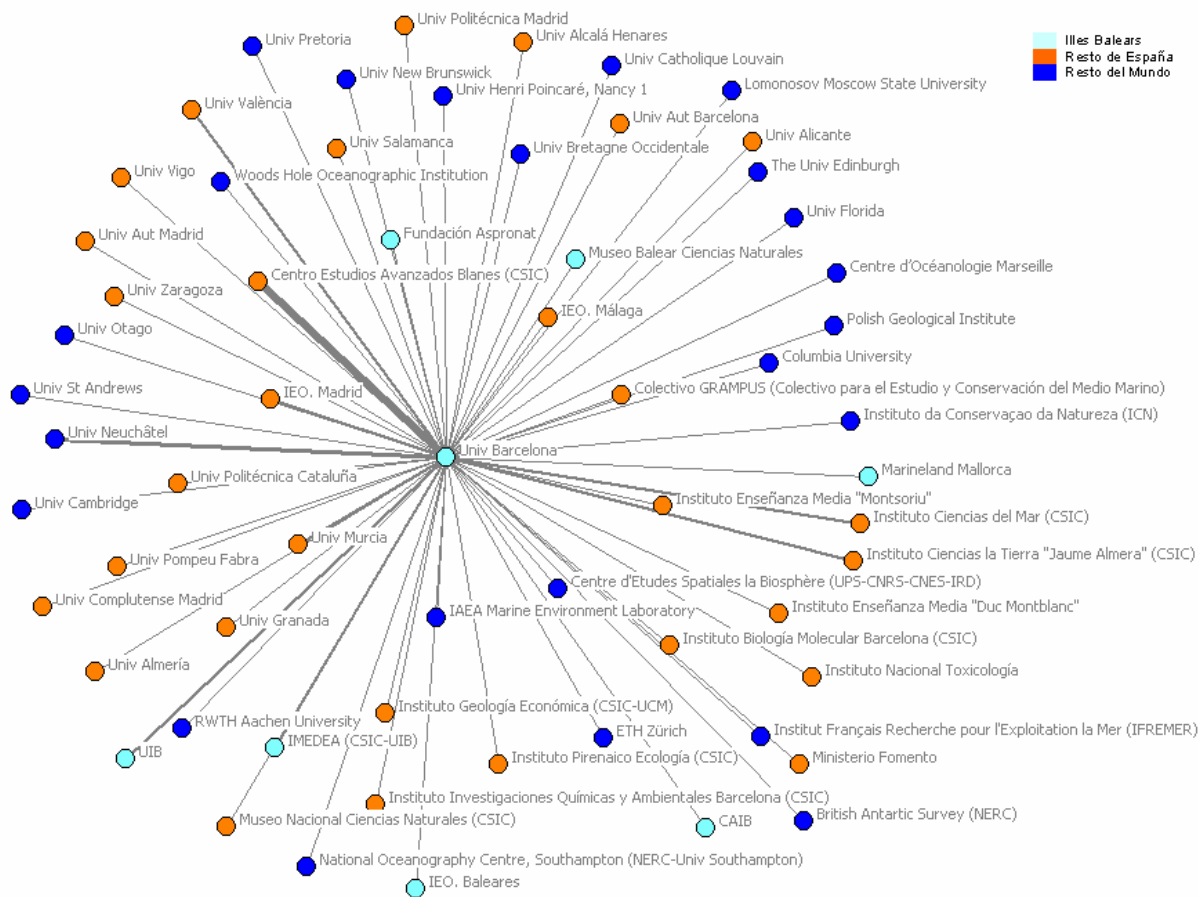 Univ Politécnica Madrid
Univ Pretoria
Univ Alcalá Henares
Illes Balears
Resto de España
Resto del Mundo
Univ Catholique Louvain
Univ New Brunswick
Lomonosov Moscow State University
Univ Henri Poincaré, Nancy 1
Univ València
Univ Aut Barcelona
Univ Alicante
Univ Salamanca
Univ Bretagne Occidentale
The Univ Edinburgh
Univ Vigo
Woods Hole Oceanographic Institution
Univ Florida
Univ Aut Madrid
Fundación Aspronat
Museo Balear Ciencias Naturales
Centre d'Océanologie Marseille
Centro Estudios Avanzados Blanes (CSIC)
Univ Zaragoza
IEO. Málaga
Polish Geological Institute
Univ Otago
Columbia University
Univ St Andrews
IEO. Madrid
Colectivo GRAMPUS (Colectivo para el Estudio y Conservación del Medio Marino)
Instituto da Conservaçao da Natureza (ICN)
Univ Neuchâtel
Univ Barcelona
Marineland Mallorca
Univ Politécnica Cataluña
Univ Cambridge
Instituto Enseñanza Media "Montsoriu"
Instituto Ciencias del Mar (CSIC)
Univ Murcia
Instituto Ciencias la Tierra "Jaume Almera" (CSIC)
Univ Pompeu Fabra
Centre d'Etudes Spatiales la Biosphère (UPS-CNRS-CNES-IRD)
Univ Complutense Madrid
IAEA Marine Environment Laboratory
Instituto Enseñanza Media "Duc Montblanc"
Univ Granada
Instituto Biología Molecular Barcelona (CSIC)
Univ Almería
Instituto Nacional Toxicología
Instituto Geología Económica (CSIC-UCM)
RWTH Aachen University
ETH Zürich
Institut Français Recherche pour l'Exploitation la Mer (IFREMER)
IMEDEA (CSIC-UIB)
UIB
Instituto Pirenaico Ecología (CSIC)
Ministerio Fomento
Instituto Investigaciones Químicas y Ambientales Barcelona (CSIC)
Museo Nacional Ciencias Naturales (CSIC)
CAIB
British Antartic Survey (NERC)
National Oceanography Centre, Southampton (NERC-Univ Southampton)
IEO. Baleares